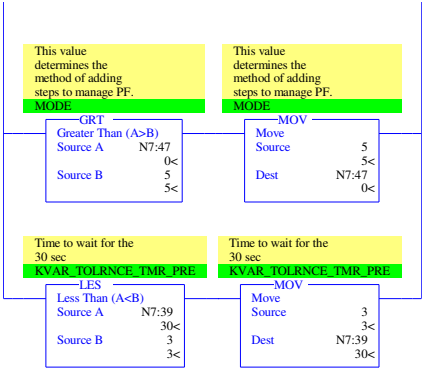 This value
determines the
method of adding
steps to manage PF.
MODE
This value
determines the
method of adding
steps to manage PF.
MODE
GRT
Greater Than (A>B)
Source A N7:47
0<
Source B 5
5<
MOV
Move
Source 5
5<
Dest N7:47
0<
Time to wait for the
30 sec
KVAR_TOLRNCE_TMR_PRE
Time to wait for the
30 sec
KVAR_TOLRNCE_TMR_PRE
LES
Less Than (A<B)
Source A N7:39
30<
Source B 3
3<
MOV
Move
Source 3
3<
Dest N7:39
30<